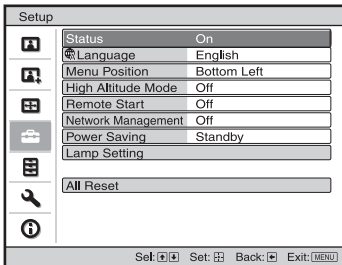 Setup
Status On
Language English
Menu Position Bottom Left
High Altitude Mode Off
Remote Start Off
Network Management Off
Power Saving Standby
Lamp Setting
All Reset
Sel: Set: Back: Exit: MENU